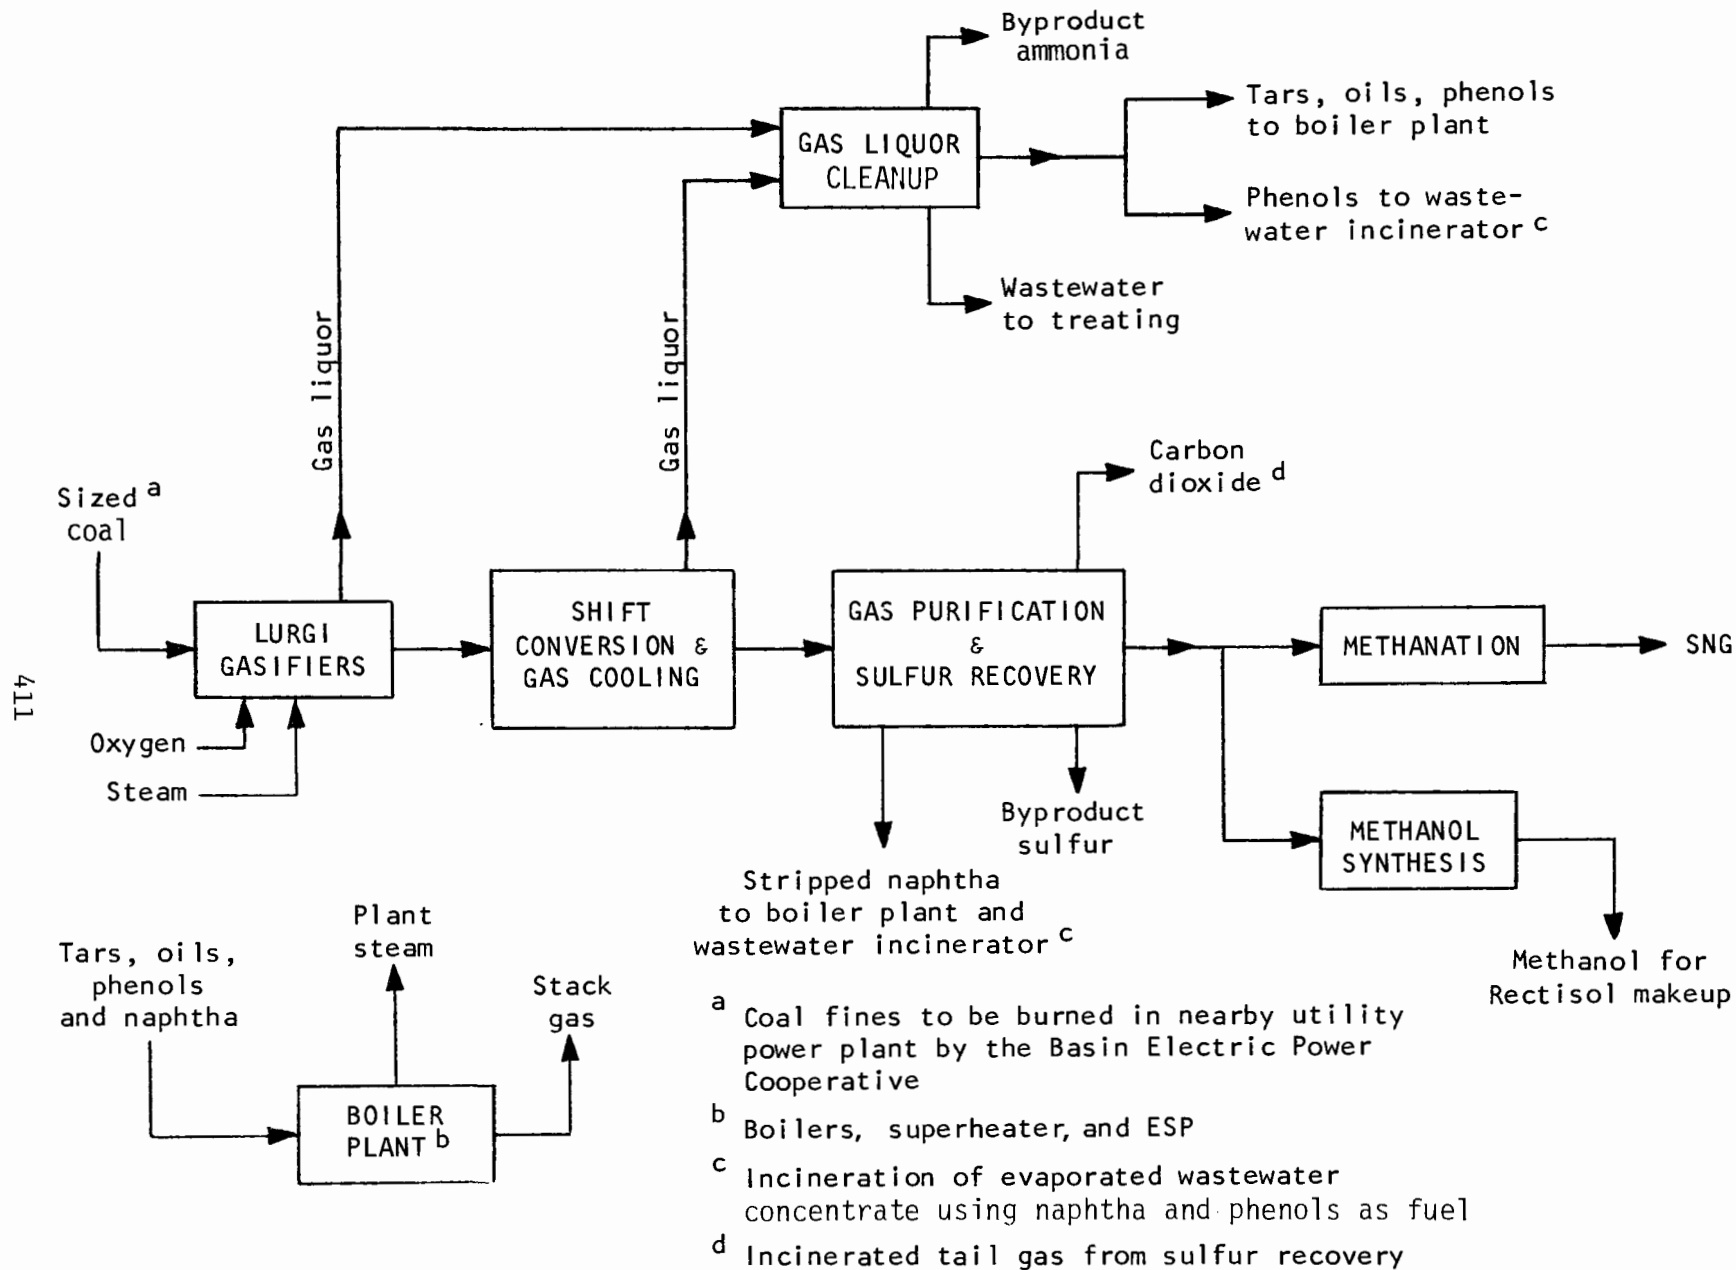 Byproduct
ammonia
GAS LIQUOR
CLEANUP
Tars, oils, phenols
to boiler plant
Phenols to waste-
water incinerator c
Wastewater
to treating
Gas liquor
Gas liquor
Carbon
dioxide d
Sized a
coal
LURGI
GASIFIERS
SHIFT
CONVERSION &
GAS COOLING
GAS PURIFICATION
&
SULFUR RECOVERY
METHANATION
SNG
Oxygen
Steam
411
Byproduct
sulfur
METHANOL
SYNTHESIS
Stripped naphtha
to boiler plant and
wastewater incinerator c
Methanol for
Rectisol makeup
Tars, oils,
phenols
and naphtha
Plant
steam
Stack
gas
BOILER
PLANT b
a Coal fines to be burned in nearby utility
power plant by the Basin Electric Power
Cooperative
b Boilers, superheater, and ESP
c Incineration of evaporated wastewater
concentrate using naphtha and phenols as fuel
d Incinerated tail gas from sulfur recovery